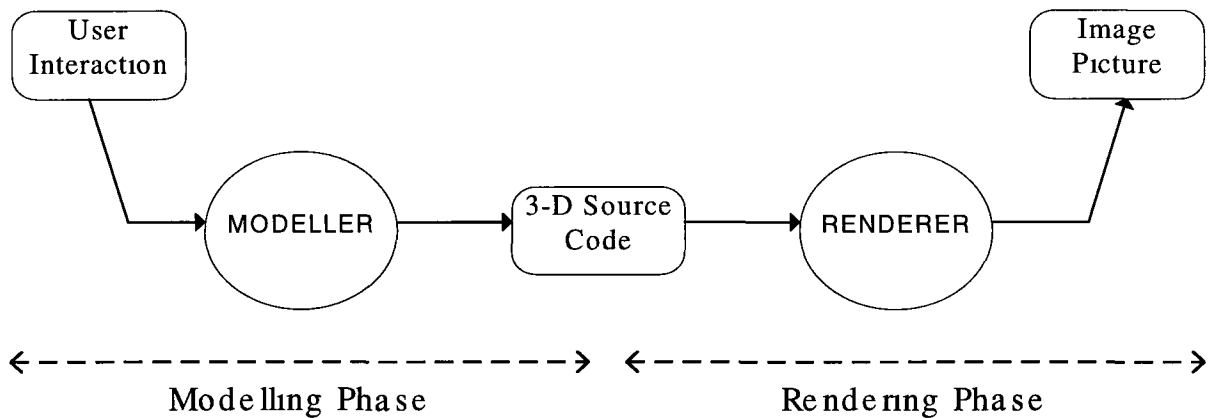 User
Interaction
Image
Picture
MODELLER
3-D Source
Code
RENDERER
Modelling Phase
Rendering Phase